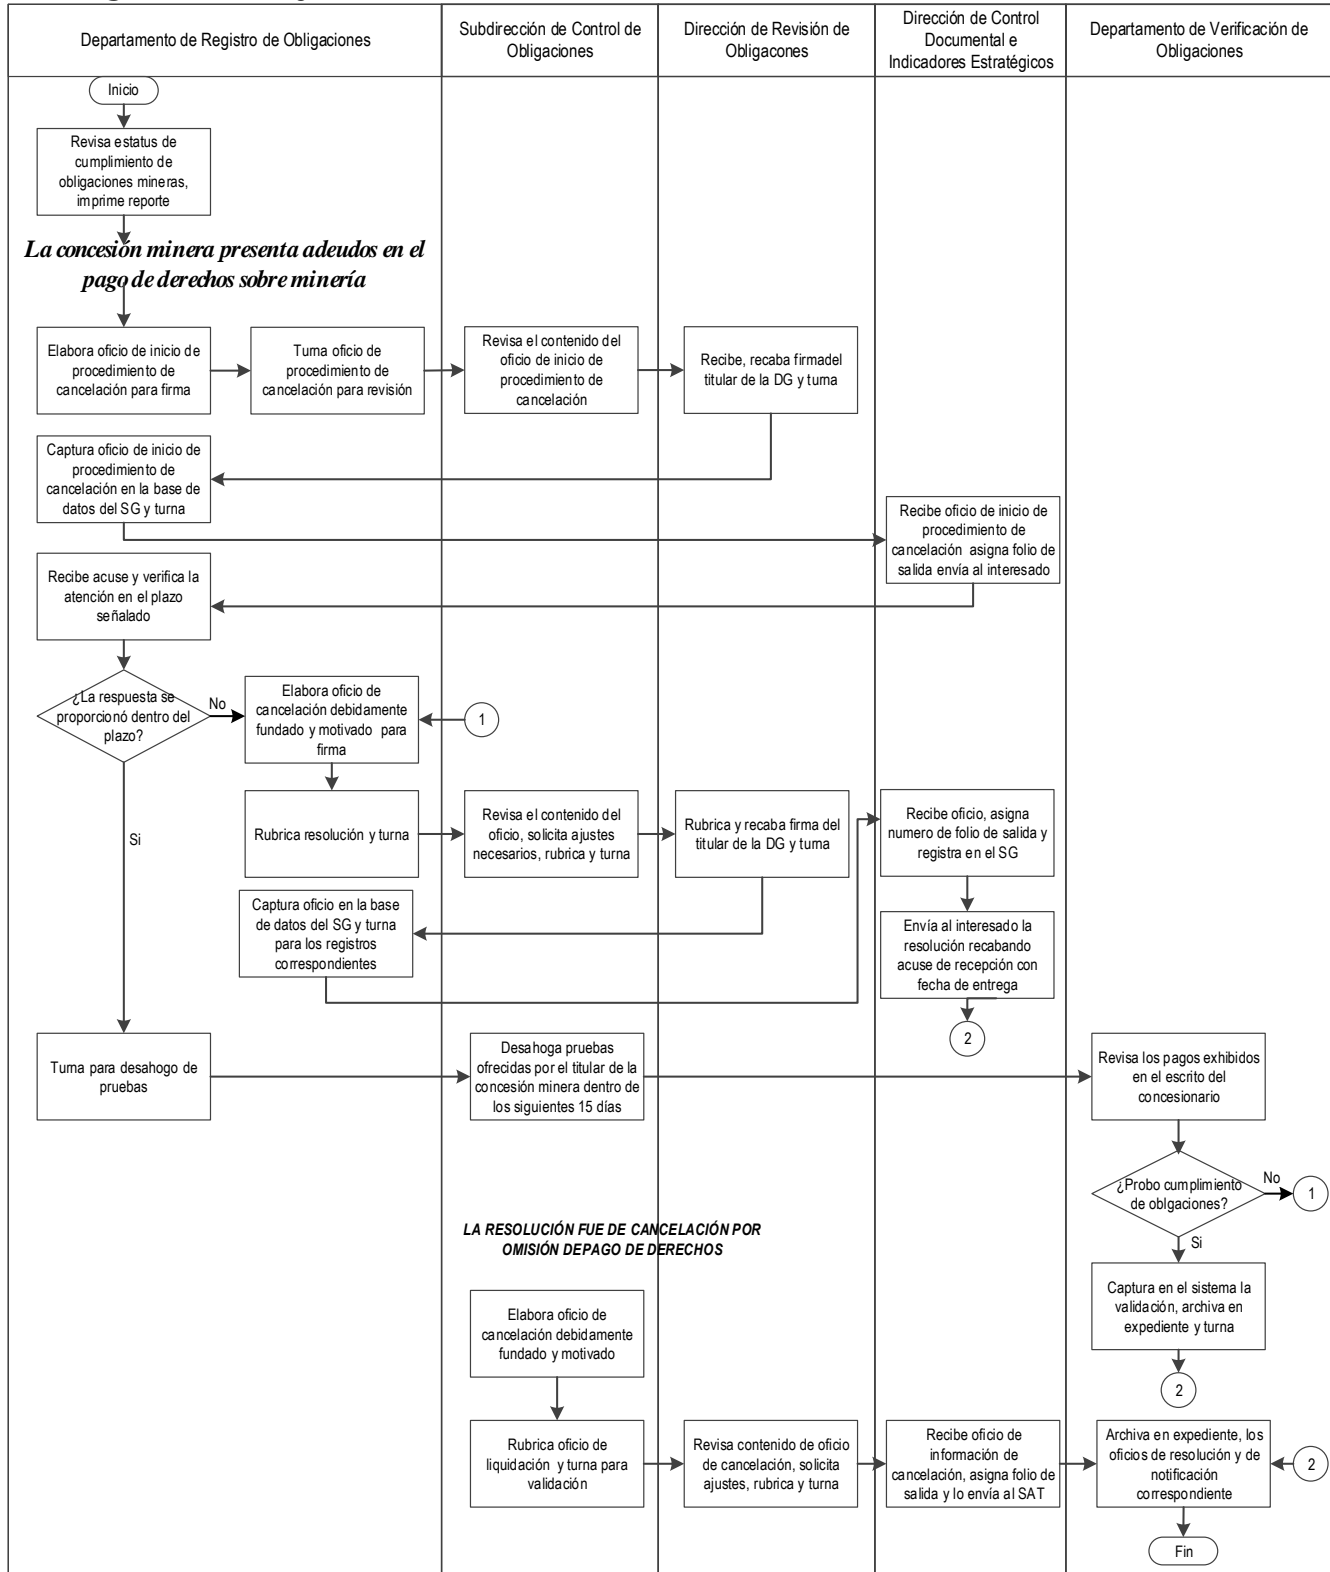 Departamento de Registro de Obligaciones
Subdirección de Control de
Obligaciones
Dirección de Revisión de
Obligacones
Dirección de Control
Documental e
Indicadores Estratégicos
Departamento de Verificación de
Obligaciones
Inicio
Revisa estatus de
cumplimiento de
obligaciones mineras,
imprime reporte
La concesión minera presenta adeudos en el
pago de derechos sobre minería
Elabora oficio de inicio de
procedimiento de
cancelación para firma
Turna oficio de
procedimiento de
cancelación para revisión
Revisa el contenido del
oficio de inicio de
procedimiento de
cancelación
Recibe, recaba firmadel
titular de la DG y turna
Captura oficio de inicio de
procedimiento de
cancelación en la base de
datos del SG y turna
Recibe oficio de inicio de
procedimiento de
cancelación asigna folio de
salida envía al interesado
Recibe acuse y verifica la
atención en el plazo
señalado
¿La respuesta se
proporcionó dentro del
plazo?
No
Elabora oficio de
cancelación debidamente
fundado y motivado para
firma
1
Si
Rubrica resolución y turna
Revisa el contenido del
oficio, solicita ajustes
necesarios, rubrica y turna
Rubrica y recaba firma del
titular de la DG y turna
Recibe oficio, asigna
numero de folio de salida y
registra en el SG
Captura oficio en la base
de datos del SG y turna
para los registros
correspondientes
Envía al interesado la
resolución recabando
acuse de recepción con
fecha de entrega
2
Turna para desahogo de
pruebas
Desahoga pruebas
ofrecidas por el titular de la
concesión minera dentro de
los siguientes 15 días
Revisa los pagos exhibidos
en el escrito del
concesionario
¿Probo cumplimiento
de oblgaciones?
No
1
Si
LA RESOLUCIÓN FUE DE CANCELACIÓN POR
OMISIÓN DEPAGO DE DERECHOS
Captura en el sistema la
validación, archiva en
expediente y turna
2
Elabora oficio de
cancelación debidamente
fundado y motivado
Rubrica oficio de
liquidación y turna para
validación
Revisa contenido de oficio
de cancelación, solicita
ajustes, rubrica y turna
Recibe oficio de
información de
cancelación, asigna folio de
salida y lo envía al SAT
Archiva en expediente, los
oficios de resolución y de
notificación
correspondiente
2
Fin